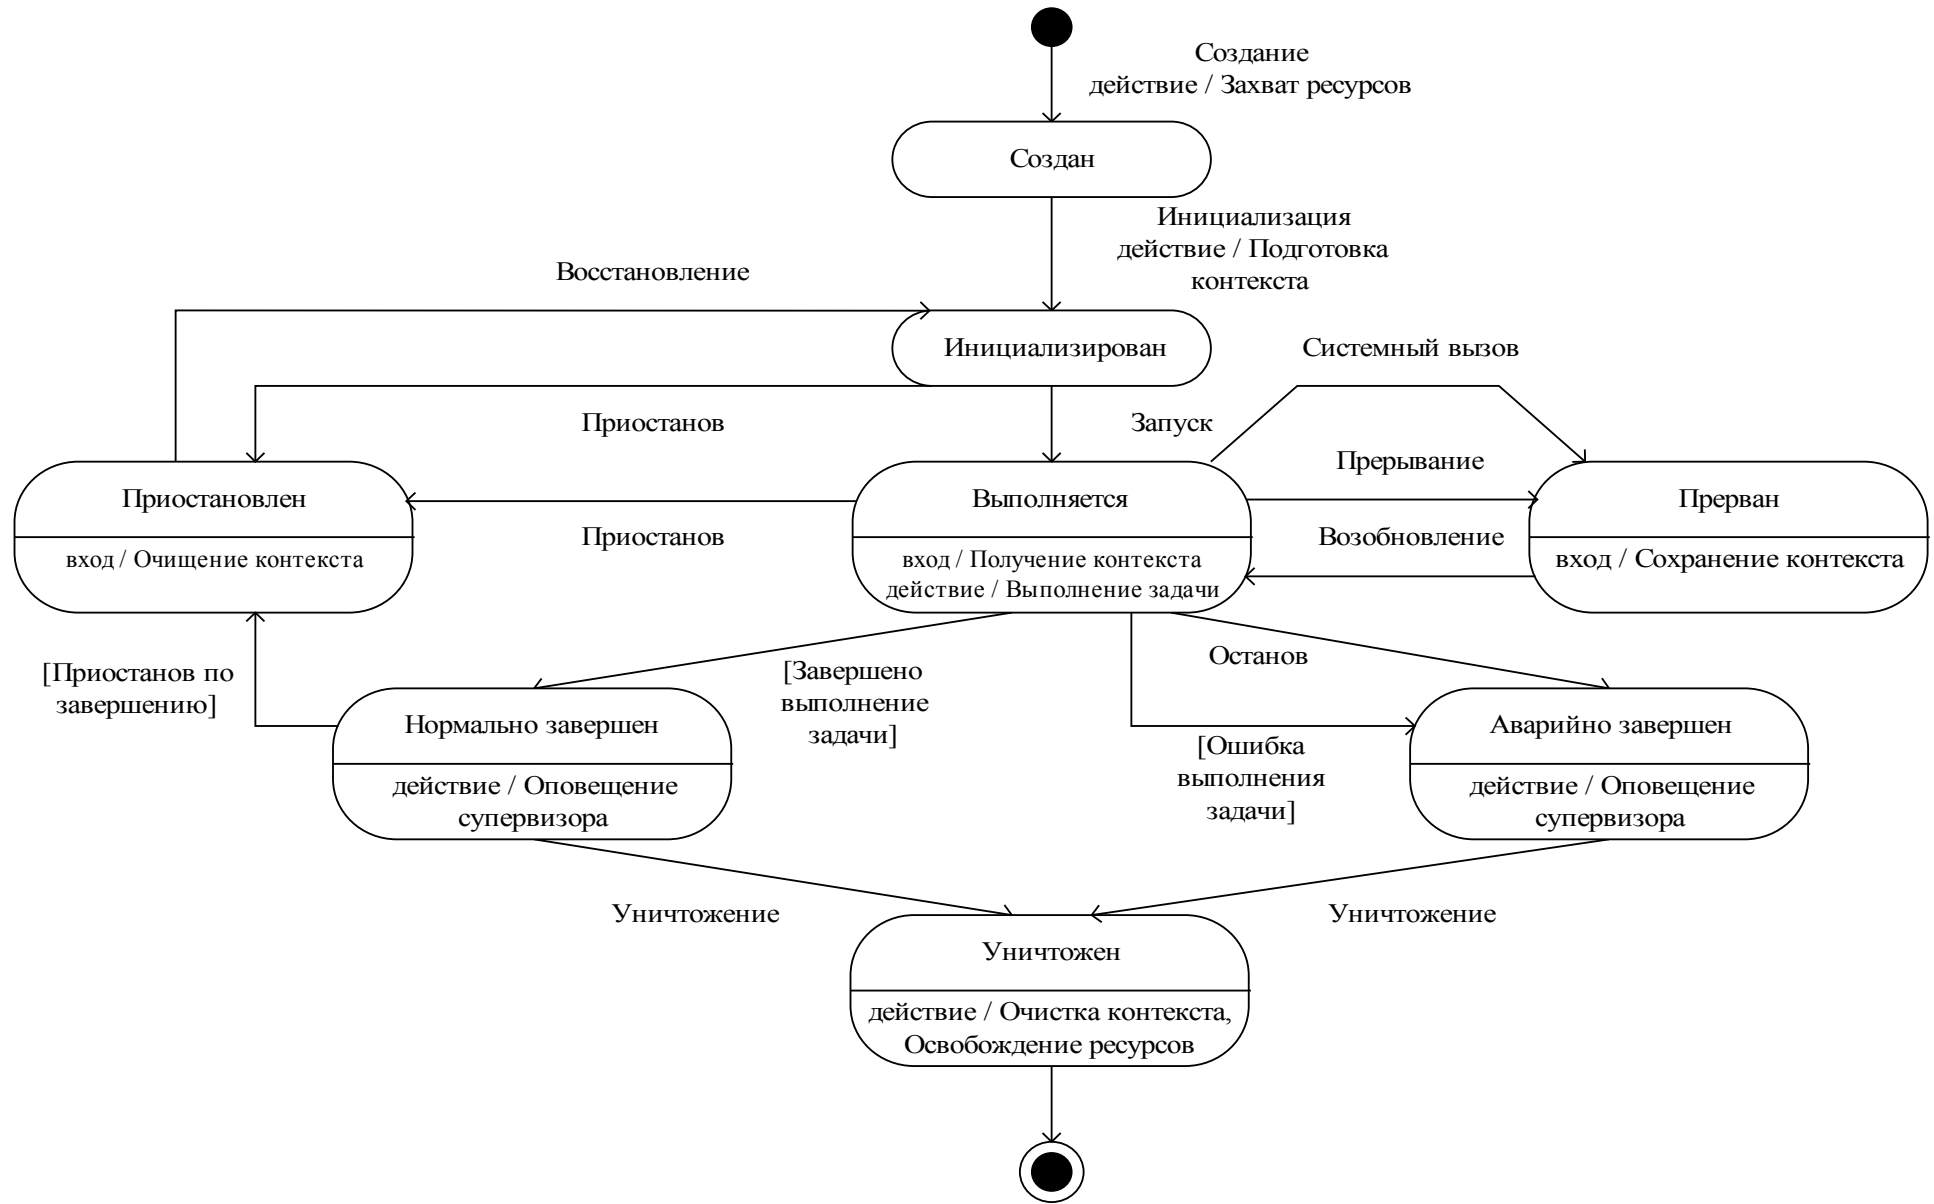 Создание
действие / Захват ресурсов
Создан
Инициализация
действие / Подготовка
контекста
Восстановление
Инициализирован
Системный вызов
Приостанов
Запуск
Прерывание
Приостановлен
Выполняется
Прерван
Приостанов
Возобновление
вход / Очищение контекста
вход / Получение контекста
действие / Выполнение задачи
вход / Сохранение контекста
[Приостанов по
завершению]
[Завершено
выполнение
задачи]
Останов
Нормально завершен
[Ошибка
выполнения
задачи]
Аварийно завершен
действие / Оповещение
супервизора
действие / Оповещение
супервизора
Уничтожение
Уничтожение
Уничтожен
действие / Очистка контекста,
Освобождение ресурсов